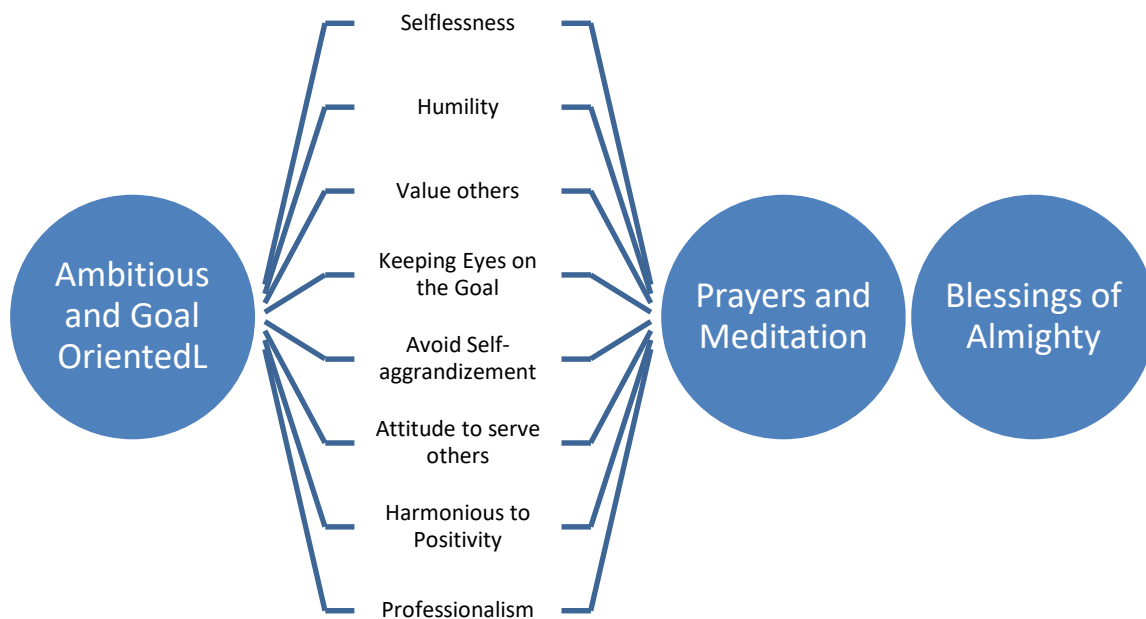 Ambitious
and Goal
OrientedL
Selflessness
Humility
Value others
Keeping Eyes on
the Goal
Avoid Self-
aggrandizement
Attitude to serve
others
Harmonious to
Positivity
Professionalism
Prayers and
Meditation
Blessings of
Almighty